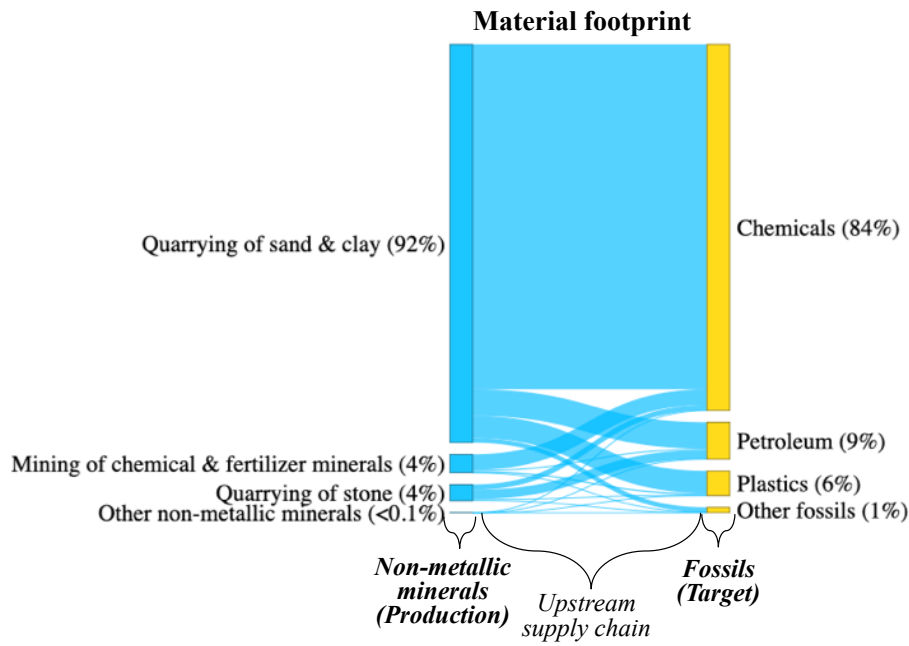 Material footprint
Quarrying of sand & clay (92%)
Chemicals (84%)
Petroleum (9%)
Mining of chemical & fertilizer minerals (4%)
Plastics (6%)
Quarrying of stone (4%)
Other fossils (1%)
Other non-metallic minerals (<0.1%)
Non-metallic
minerals
(Production)
Upstream
supply chain
Fossils
(Target)